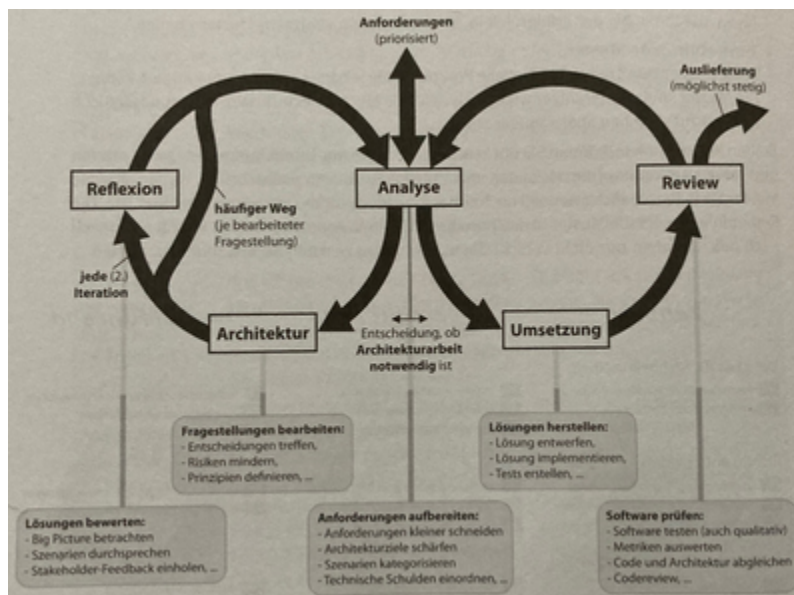 Anforderungen
(priorisiert)
Auslieferung
(möglichst stetig)
Reflexion
Analyse
Review
häufiger Weg
(je bearbeiteter
Fragestellung)
jede (2.)
Iteration
Architektur
Entscheidung, ob
Architekturarbeit
notwendig ist
Umsetzung
Fragestellungen bearbeiten:
- Entscheidungen treffen,
- Risiken mindern,
- Prinzipien definieren, ...
Lösungen herstellen:
- Lösung entwerfen,
- Lösung implementieren,
- Tests erstellen, ...
Lösungen bewerten:
- Big Picture betrachten
- Szenarien durchsprechen
- Stakeholder-Feedback einholen, ...
Anforderungen aufbereiten:
- Anforderungen kleiner schneiden
- Architekturziele schärfen
- Szenarien kategorisieren
- Technische Schulden einordnen, ...
Software prüfen:
- Software testen (auch qualitativ)
- Metriken auswerten
- Code und Architektur abgleichen
- Codereview, ...